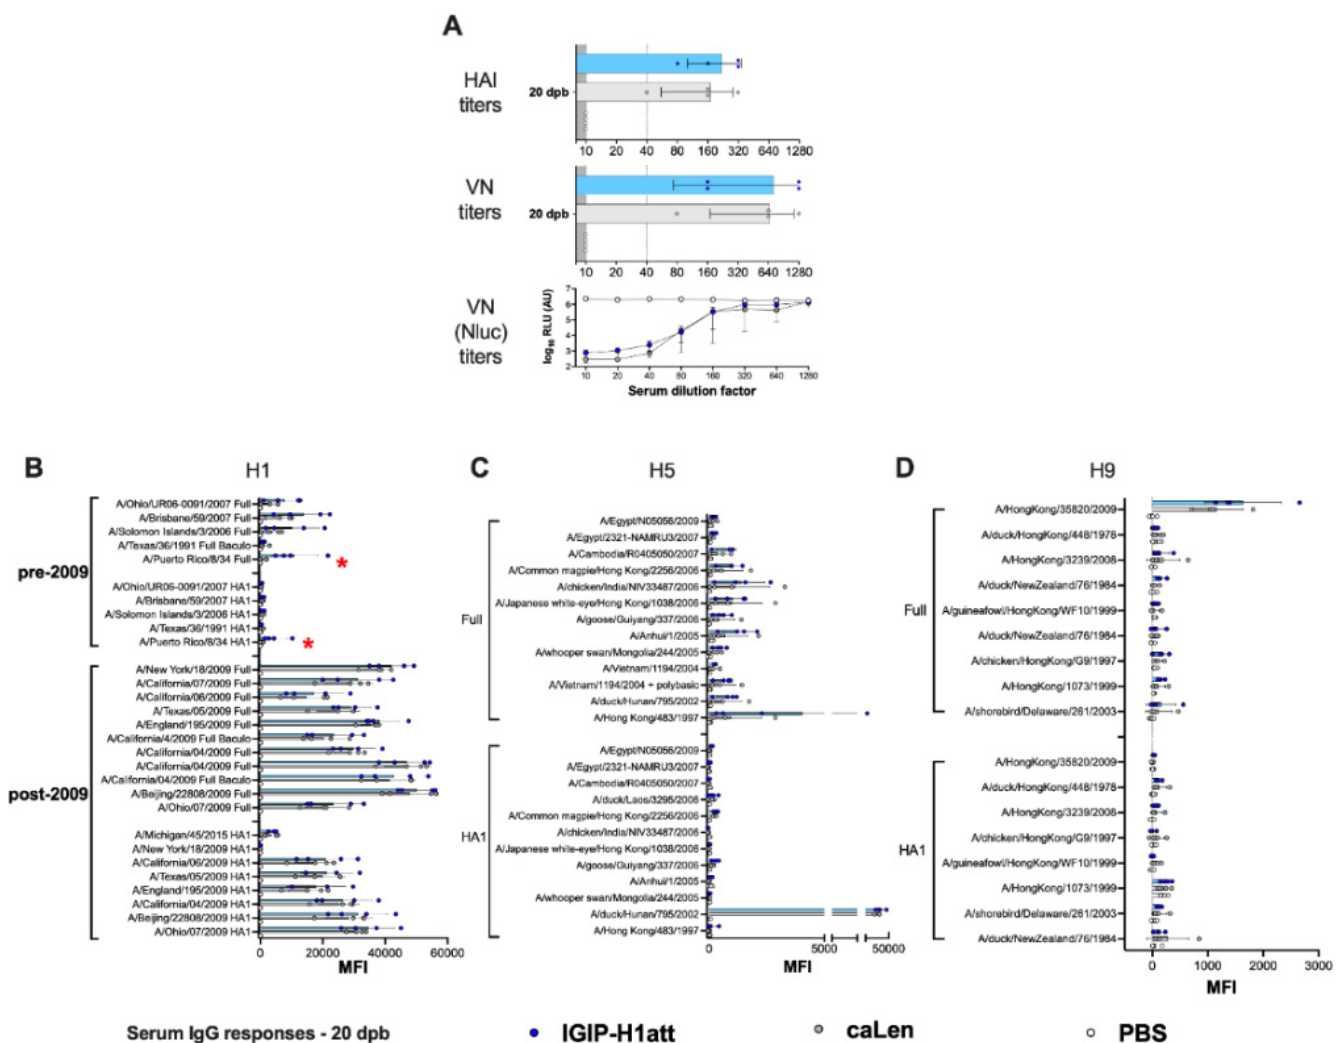 A
HAI
titers
20 dpb
10 20 40 80 160 320 640 1280
VN
titers
20 dpb
10 20 40 80 160 320 640 1280
VN
(Nluc)
titers
log10 RLU (AU)
7
6
5
4
3
2
10 20 40 80 160 320 640 1280
Serum dilution factor
B H1
pre-2009
A/Ohio/UR06-0091/2007 Full
A/Brisbane/59/2007 Full
A/Solomon Islands/3/2006 Full
A/Texas/36/1991 Full Baculo
A/Puerto Rico/8/34 Full
*
A/Ohio/UR06-0091/2007 HA1
A/Brisbane/59/2007 HA1
A/Solomon Islands/3/2006 HA1
A/Texas/36/1991 HA1
A/Puerto Rico/8/34 HA1
*
post-2009
A/New York/18/2009 Full
A/California/07/2009 Full
A/California/06/2009 Full
A/Texas/05/2009 Full
A/England/195/2009 Full
A/California/4/2009 Full Baculo
A/California/04/2009 Full
A/California/04/2009 Full
A/California/04/2009 Full Baculo
A/Beijing/22808/2009 Full
A/Ohio/07/2009 Full
A/Michigan/45/2015 HA1
A/New York/18/2009 HA1
A/California/06/2009 HA1
A/Texas/05/2009 HA1
A/England/195/2009 HA1
A/California/04/2009 HA1
A/Beijing/22808/2009 HA1
A/Ohio/07/2009 HA1
0 20000 40000 60000
MFI
C H5
Full
A/Egypt/N05056/2009
A/Egypt/2321-NAMRU3/2007
A/Cambodia/R0405050/2007
A/Common magpie/Hong Kong/2256/2006
A/chicken/India/NIV33487/2006
A/Japanese white-eye/Hong Kong/1038/2006
A/goose/Guiyang/337/2006
A/Anhui/1/2005
A/whooper swan/Mongolia/244/2005
A/Vietnam/1194/2004
A/Vietnam/1194/2004 + polybasic
A/duck/Hunan/795/2002
A/Hong Kong/483/1997
HA1
A/Egypt/N05056/2009
A/Egypt/2321-NAMRU3/2007
A/Cambodia/R0405050/2007
A/duck/Laos/3295/2006
A/Common magpie/Hong Kong/2256/2006
A/chicken/India/NIV33487/2006
A/Japanese white-eye/Hong Kong/1038/2006
A/goose/Guiyang/337/2006
A/Anhui/1/2005
A/whooper swan/Mongolia/244/2005
A/duck/Hunan/795/2002
A/Hong Kong/483/1997
0 5000 50000
MFI
D H9
Full
A/HongKong/35820/2009
A/duck/HongKong/448/1978
A/HongKong/3239/2008
A/duck/NewZealand/76/1984
A/guineafowl/HongKong/WF10/1999
A/duck/NewZealand/76/1984
A/chicken/HongKong/G9/1997
A/HongKong/1073/1999
A/shorebird/Delaware/261/2003
HA1
A/HongKong/35820/2009
A/duck/HongKong/448/1978
A/HongKong/3239/2008
A/chicken/HongKong/G9/1997
A/guineafowl/HongKong/WF10/1999
A/HongKong/1073/1999
A/shorebird/Delaware/261/2003
A/duck/NewZealand/76/1984
0 1000 2000 3000
MFI
Serum IgG responses - 20 dpb IGIP-H1att caLen PBS